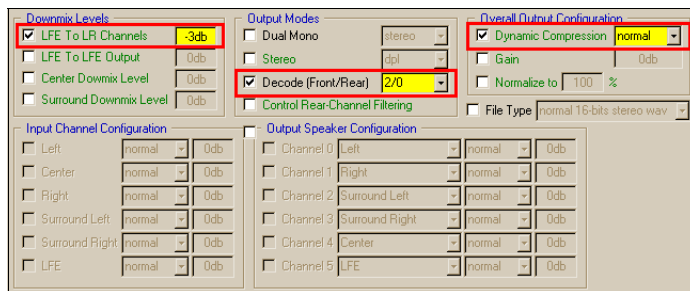 Downmix Levels
LFE To LR Channels -3db
LFE To LFE Output 0db
Center Dowmix Level 0db
Surround Downmix Level 0db
Output Modes
Dual Mono stereo
Stereo dpl
Decode (Front/Rear) 2/0
Control Rear-Channel Filtering
Overall Output Configuration
Dynamic Compression normal
Gain 0db
Normalize to 100 %
File Type normal 16-bits stereo wav
Input Channel Configuration
Left normal 0db
Center normal 0db
Right normal 0db
Surround Left normal 0db
Surround Right normal 0db
LFE normal 0db
Output Speaker Configuration
Channel 0 Left normal 0db
Channel 1 Right normal 0db
Channel 2 Surround Left normal 0db
Channel 3 Surround Right normal 0db
Channel 4 Center normal 0db
Channel 5 LFE normal 0db